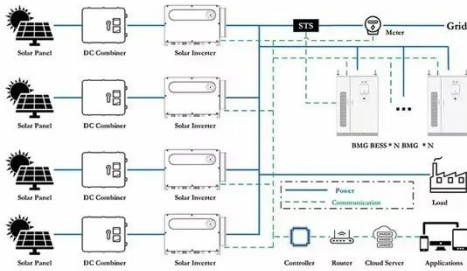 STS
Meter
Grid
Solar Panel DC Combiner Solar Inverter
Solar Panel DC Combiner Solar Inverter
BMG BESS * N BMG * N
Solar Panel DC Combiner Solar Inverter
Power
Communication
Load
Solar Panel DC Combiner Solar Inverter
Controller Router Cloud Server Applications